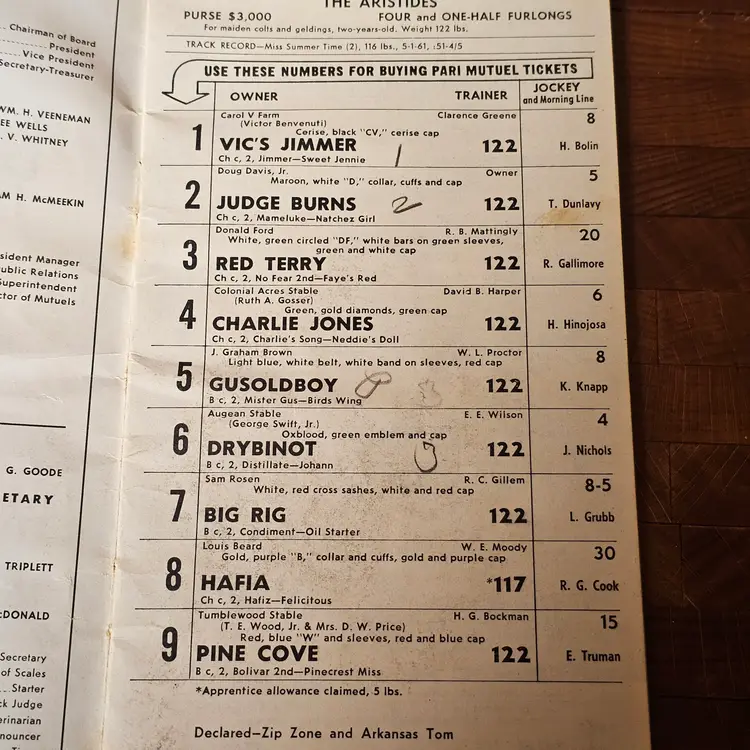 Chairman of Board
President
Vice President
Secretary-Treasurer
WM. H. VEENEMAN
EE WELLS
. V. WHITNEY
AM H. McMEEKIN
sident Manager
ublic Relations
Superintendent
ctor of Mutuels
G. GOODE
ETARY
TRIPLETT
cDONALD
Secretary
of Scales
Starter
ck Judge
erinarian
nouncer
THE ARISTIDES
PURSE $3,000 FOUR and ONE-HALF FURLONGS
For maiden colts and geldings, two-years-old. Weight 122 lbs.
TRACK RECORD—Miss Summer Time (2), 116 lbs., 5-1-61, :51-4/5
USE THESE NUMBERS FOR BUYING PARI MUTUEL TICKETS
OWNER TRAINER JOCKEY and Morning Line
Carol V Farm Clarence Greene 8
(Victor Benvenuti)
Cerise, black "CV," cerise cap
1 VIC'S JIMMER 1 122 H. Bolin
Ch c, 2, Jimmer—Sweet Jennie
Doug Davis, Jr. Owner 5
Maroon, white "D," collar, cuffs and cap
2 JUDGE BURNS 2 122 T. Dunlavy
Ch c, 2, Mameluke—Natchez Girl
Donald Ford R. B. Mattingly 20
White, green circled "DF," white bars on green sleeves,
green and white cap
3 RED TERRY 122 R. Gallimore
Ch c, 2, No Fear 2nd—Faye's Red
Colonial Acres Stable David B. Harper 6
(Ruth A. Gosser)
Green, gold diamonds, green cap
4 CHARLIE JONES 122 H. Hinojosa
Ch c, 2, Charlie's Song—Neddie's Doll
J. Graham Brown W. L. Proctor 8
Light blue, white belt, white band on sleeves, red cap
5 GUSOLDBOY 122 K. Knapp
B c, 2, Mister Gus—Birds Wing
Augean Stable E. E. Wilson 4
(George Swift, Jr.)
Oxblood, green emblem and cap
6 DRYBINOT 122 J. Nichols
B c, 2, Distillate—Johann
Sam Rosen R. C. Gillem 8-5
White, red cross sashes, white and red cap
7 BIG RIG 122 L. Grubb
B c, 2, Condiment—Oil Starter
Louis Beard W. E. Moody 30
Gold, purple "B," collar and cuffs, gold and purple cap
8 HAFIA *117 R. G. Cook
Ch c, 2, Hafiz—Felicitous
Tumblewood Stable H. G. Bockman 15
(T. E. Wood, Jr. & Mrs. D. W. Price)
Red, blue "W" and sleeves, red and blue cap
9 PINE COVE 122 E. Truman
B c, 2, Bolivar 2nd—Pinecrest Miss
*Apprentice allowance claimed, 5 lbs.
Declared—Zip Zone and Arkansas Tom